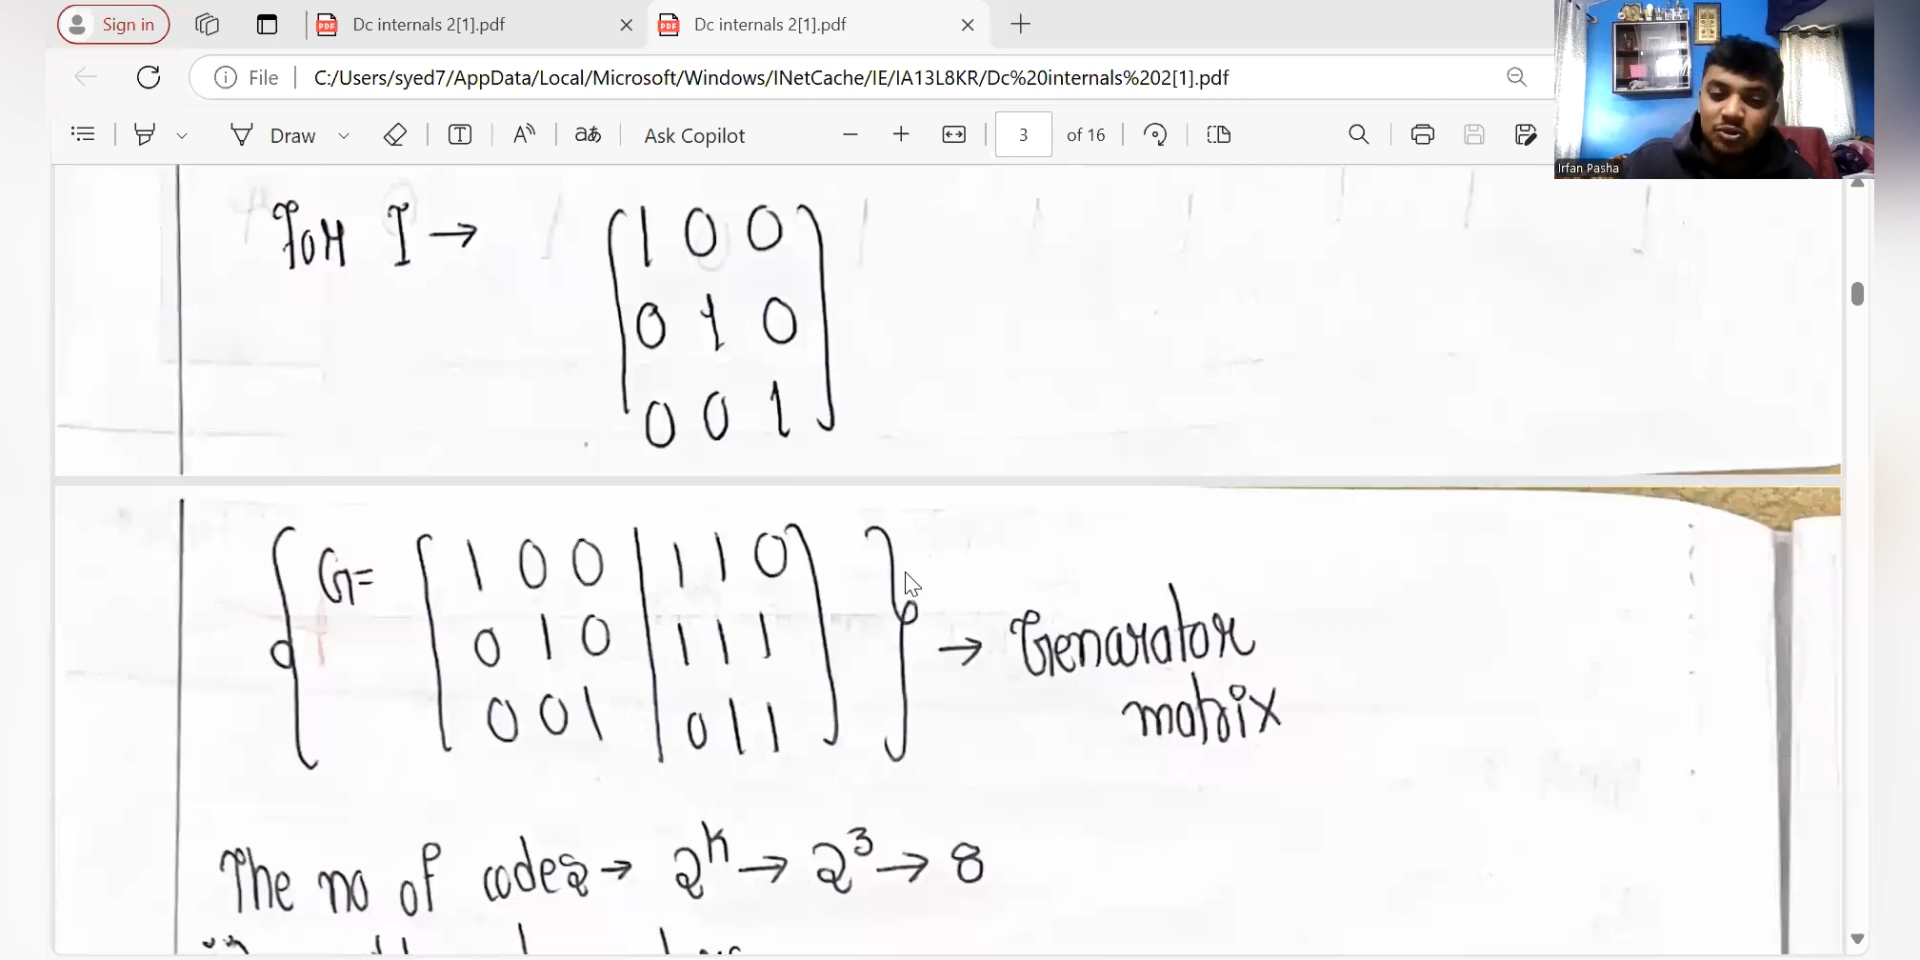 Sign in
Dc internals 2[1].pdf
Dc internals 2[1].pdf
File
C:/Users/syed7/AppData/Local/Microsoft/Windows/INetCache/IE/IA13L8KR/Dc%20internals%202[1].pdf
Draw
Ask Copilot
3 of 16
Irfan Pasha
For I →
1 0 0
0 1 0
0 0 1
G= 1 0 0 | 1 1 0
0 1 0 | 1 1 1
0 0 1 | 0 1 1
→ Genarator
matrix
The no of codes → 2^k → 2^3 → 8